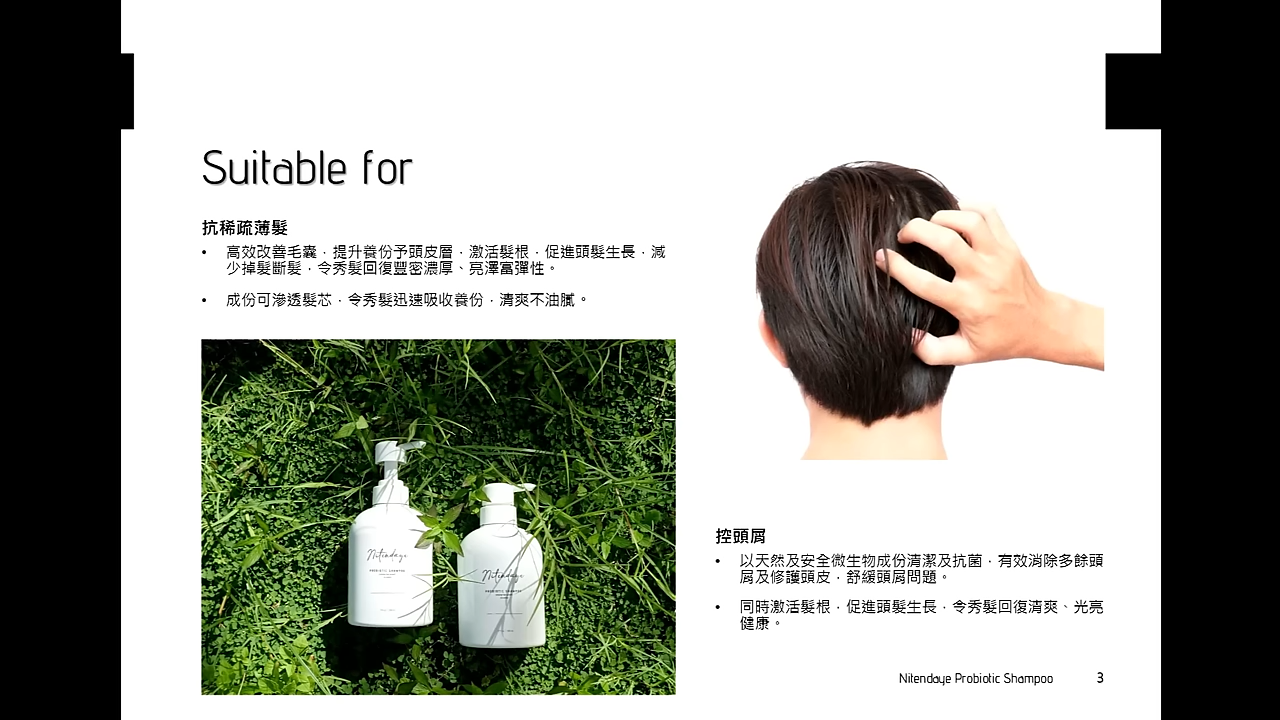 Suitable for
抗稀疏薄髮
• 高效改善毛囊，提升養份予頭皮層，激活髮根，促進頭髮生長，減
少掉髮斷髮，令秀髮回復豐密濃厚、亮澤富彈性。
• 成份可滲透髮芯，令秀髮迅速吸收養份，清爽不油膩。
Nitendaye
PROBIOTIC SHAMPOO
Nitendaye
PROBIOTIC SHAMPOO
控頭屑
• 以天然及安全微生物成份清潔及抗菌，有效消除多餘頭
屑及修護頭皮，舒緩頭屑問題。
• 同時激活髮根，促進頭髮生長，令秀髮回復清爽、光亮
健康。
Nitendaye Probiotic Shampoo 3